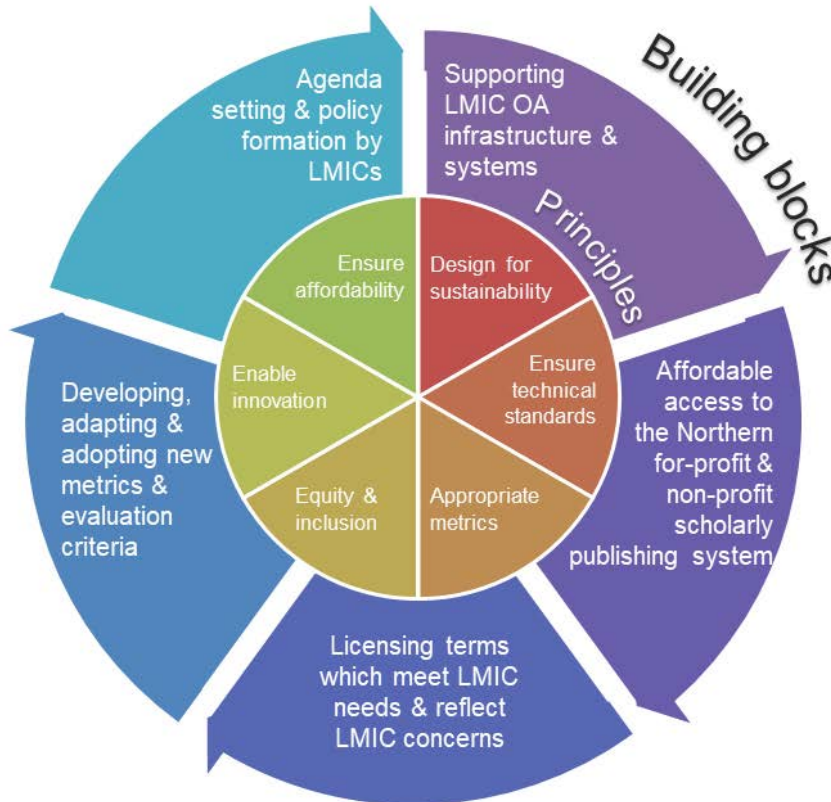 Building blocks
Principles
Agenda
setting & policy
formation by
LMICs
Supporting
LMIC OA
infrastructure &
systems
Affordable
access to
the Northern
for-profit &
non-profit
scholarly
publishing system
Licensing terms
which meet LMIC
needs & reflect
LMIC concerns
Developing,
adapting &
adopting new
metrics &
evaluation
criteria
Ensure
affordability
Design for
sustainability
Ensure
technical
standards
Appropriate
metrics
Equity &
inclusion
Enable
innovation